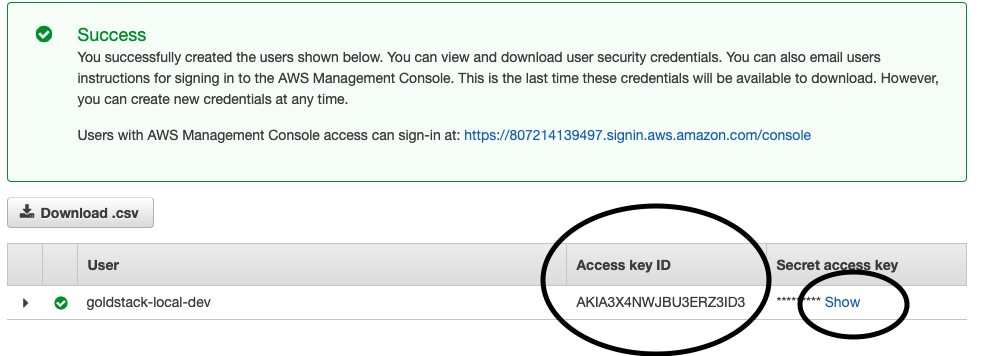 Success
You successfully created the users shown below. You can view and download user security credentials. You can also email users
instructions for signing in to the AWS Management Console. This is the last time these credentials will be available to download. However,
you can create new credentials at any time.
Users with AWS Management Console access can sign-in at: https://807214139497.signin.aws.amazon.com/console
Download .csv
User Access key ID Secret access key
goldstack-local-dev AKIA3X4NWJBU3ERZ3ID3 ********* Show